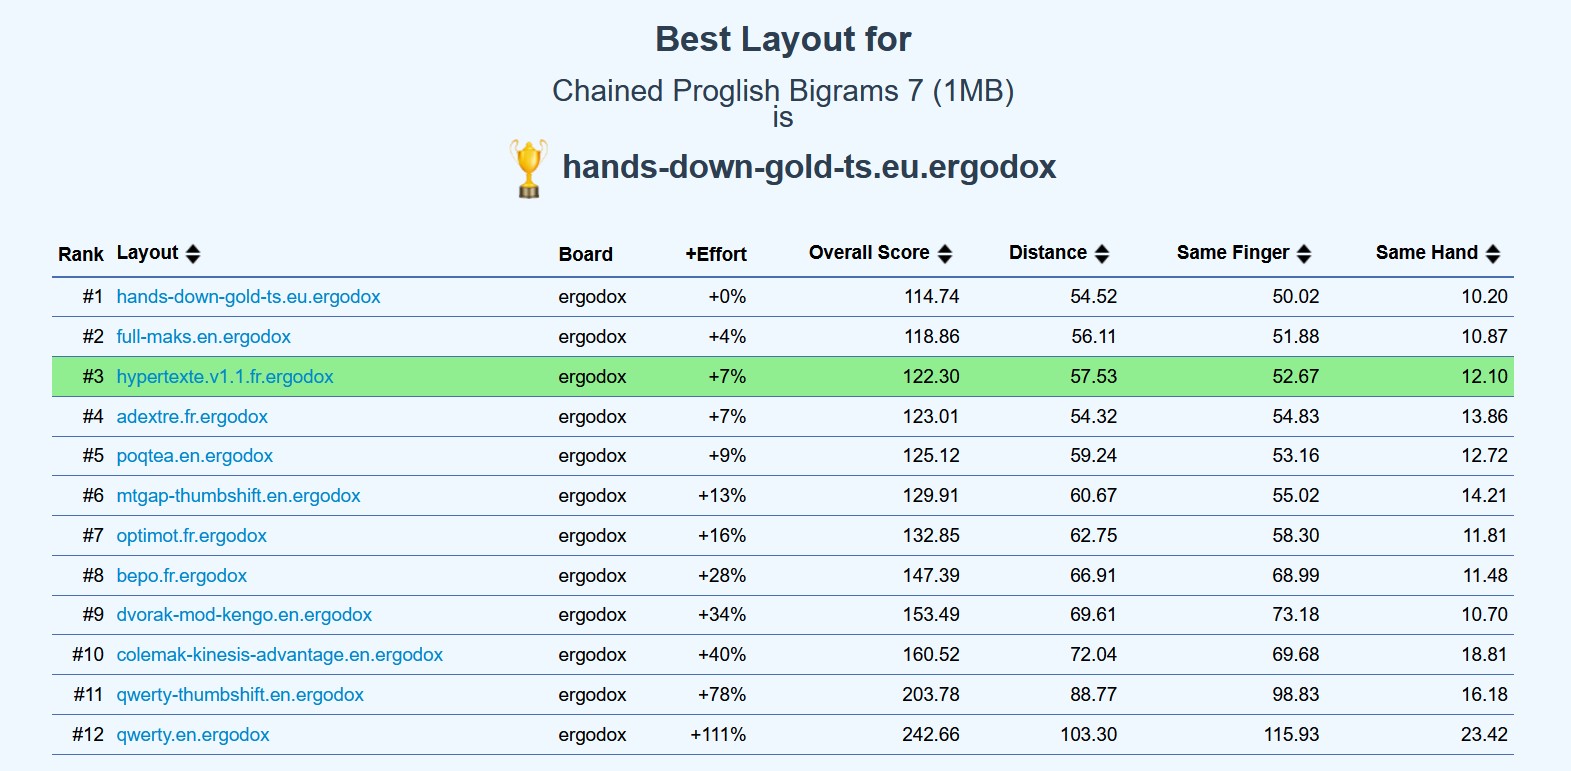 Best Layout for
Chained Proglish Bigrams 7 (1MB)
is
hands-down-gold-ts.eu.ergodox
Rank Layout Board +Effort Overall Score Distance Same Finger Same Hand
#1 hands-down-gold-ts.eu.ergodox ergodox +0% 114.74 54.52 50.02 10.20
#2 full-maks.en.ergodox ergodox +4% 118.86 56.11 51.88 10.87
#3 hypertexte.v1.1.fr.ergodox ergodox +7% 122.30 57.53 52.67 12.10
#4 adextre.fr.ergodox ergodox +7% 123.01 54.32 54.83 13.86
#5 poqtea.en.ergodox ergodox +9% 125.12 59.24 53.16 12.72
#6 mtgap-thumbshift.en.ergodox ergodox +13% 129.91 60.67 55.02 14.21
#7 optimot.fr.ergodox ergodox +16% 132.85 62.75 58.30 11.81
#8 bepo.fr.ergodox ergodox +28% 147.39 66.91 68.99 11.48
#9 dvorak-mod-kengo.en.ergodox ergodox +34% 153.49 69.61 73.18 10.70
#10 colemak-kinesis-advantage.en.ergodox ergodox +40% 160.52 72.04 69.68 18.81
#11 qwerty-thumbshift.en.ergodox ergodox +78% 203.78 88.77 98.83 16.18
#12 qwerty.en.ergodox ergodox +111% 242.66 103.30 115.93 23.42